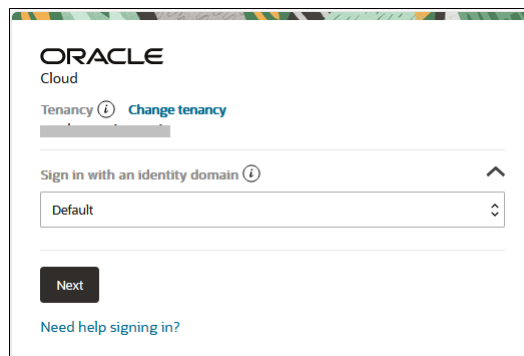 ORACLE
Cloud
Tenancy Change tenancy
Sign in with an identity domain
Default
Next
Need help signing in?